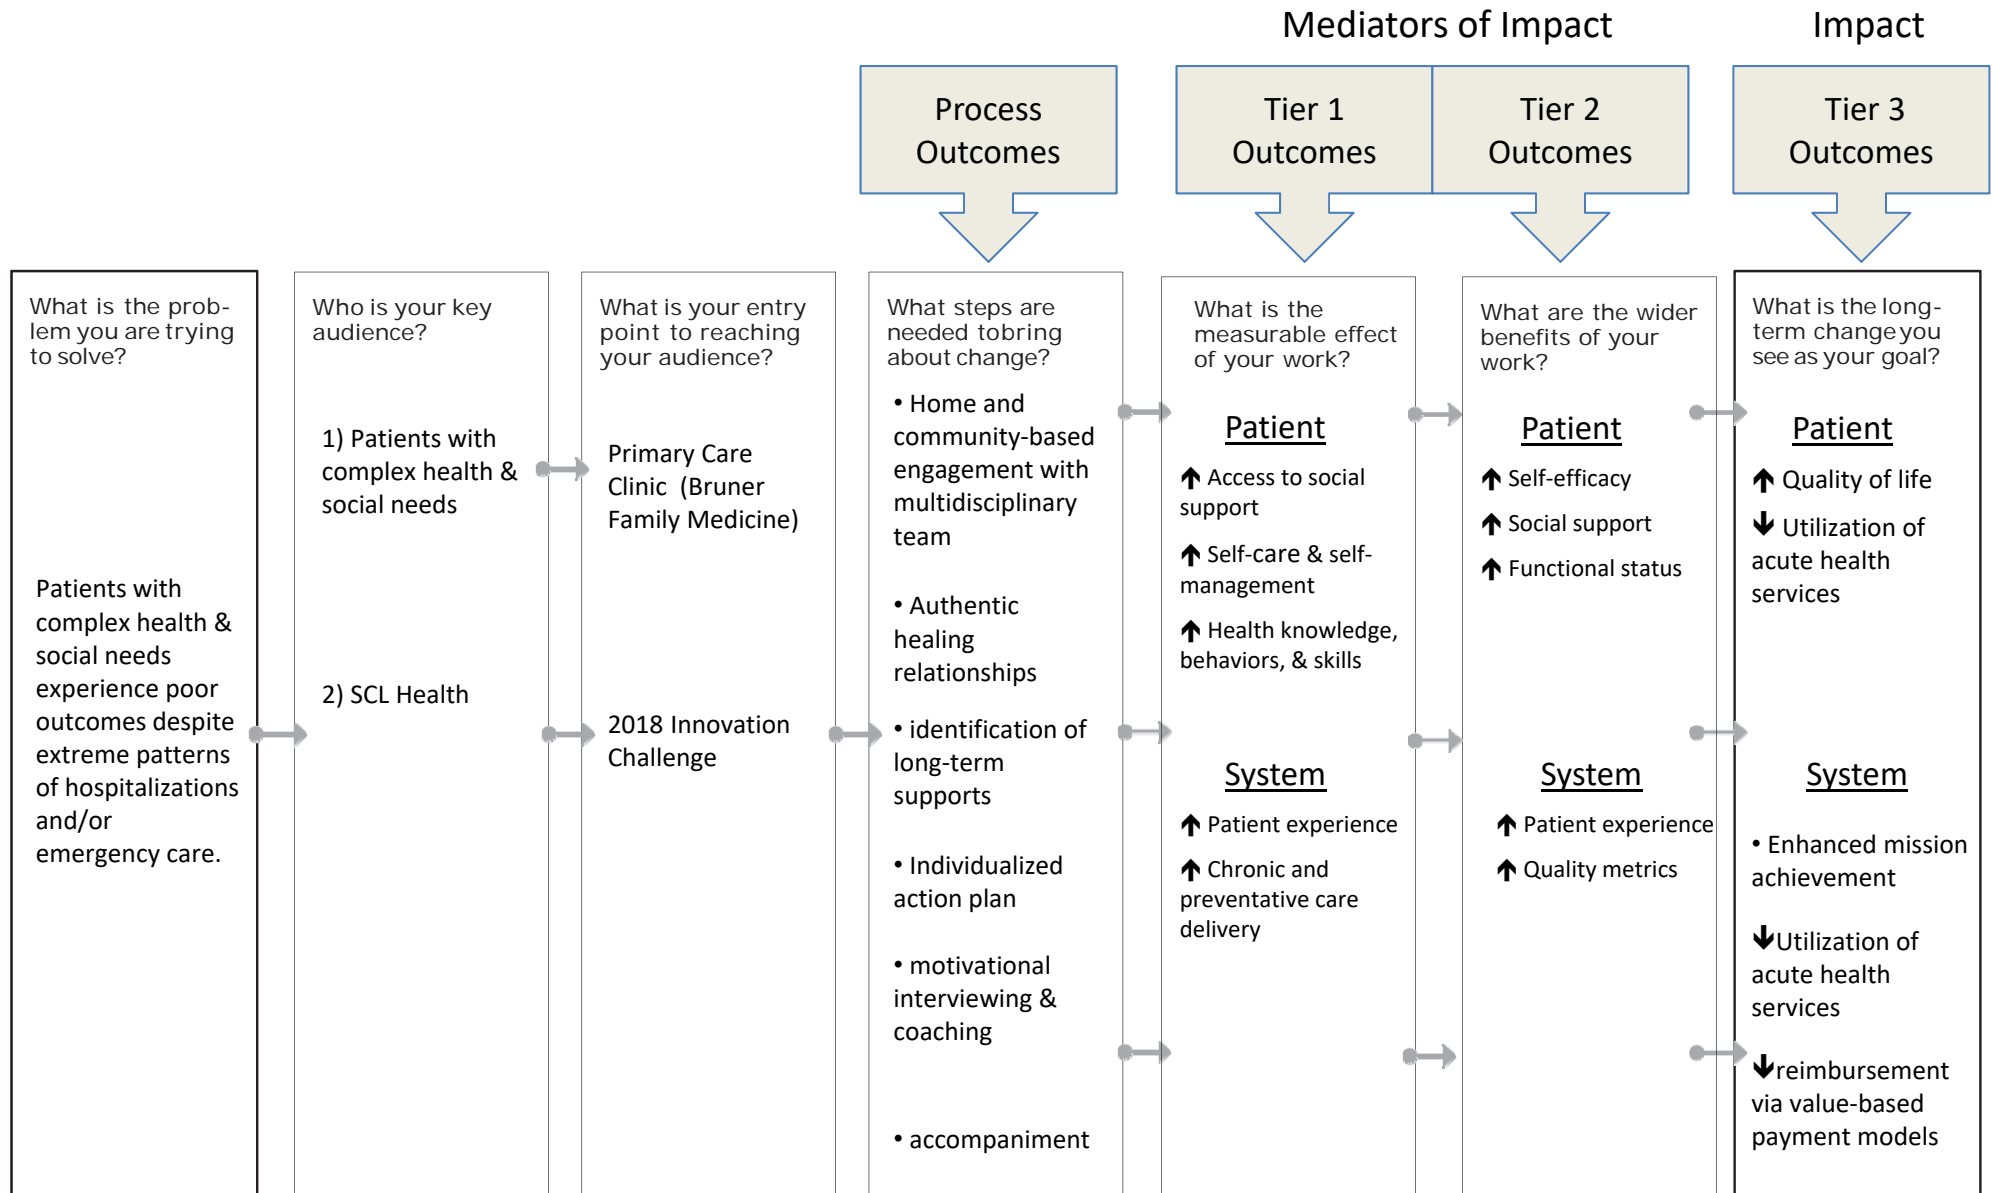 Mediators of Impact
Impact
Process
Outcomes
Tier 1
Outcomes
Tier 2
Outcomes
Tier 3
Outcomes
What is the prob-
lem you are trying
to solve?
Patients with
complex health &
social needs
experience poor
outcomes despite
extreme patterns
of hospitalizations
and/or
emergency care.
Who is your key
audience?
1) Patients with
complex health &
social needs
2) SCL Health
What is your entry
point to reaching
your audience?
Primary Care
Clinic (Bruner
Family Medicine)
2018 Innovation
Challenge
What steps are
needed tobring
about change?
• Home and
community-based
engagement with
multidisciplinary
team
• Authentic
healing
relationships
• identification of
long-term
supports
• Individualized
action plan
• motivational
interviewing &
coaching
• accompaniment
What is the
measurable effect
of your work?
Patient
🡩 Access to social
support
🡩 Self-care & self-
management
🡩 Health knowledge,
behaviors, & skills
System
🡩 Patient experience
🡩 Chronic and
preventative care
delivery
What are the wider
benefits of your
work?
Patient
🡩 Self-efficacy
🡩 Social support
🡩 Functional status
System
🡩 Patient experience
🡩 Quality metrics
What is the long-
term change you
see as your goal?
Patient
🡩 Quality of life
🡫 Utilization of
acute health
services
System
• Enhanced mission
achievement
🡫Utilization of
acute health
services
🡫reimbursement
via value-based
payment models